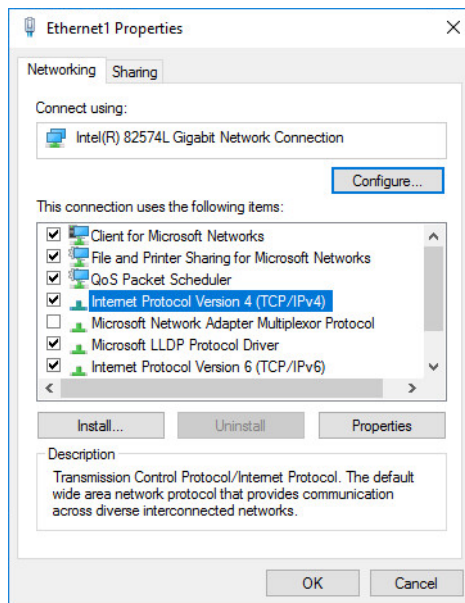 Ethernet1 Properties
Networking
Sharing
Connect using:
Intel(R) 82574L Gigabit Network Connection
Configure...
This connection uses the following items:
Client for Microsoft Networks
File and Printer Sharing for Microsoft Networks
QoS Packet Scheduler
Internet Protocol Version 4 (TCP/IPv4)
Microsoft Network Adapter Multiplexor Protocol
Microsoft LLDP Protocol Driver
Internet Protocol Version 6 (TCP/IPv6)
Install...
Uninstall
Properties
Description
Transmission Control Protocol/Internet Protocol. The default
wide area network protocol that provides communication
across diverse interconnected networks.
OK
Cancel